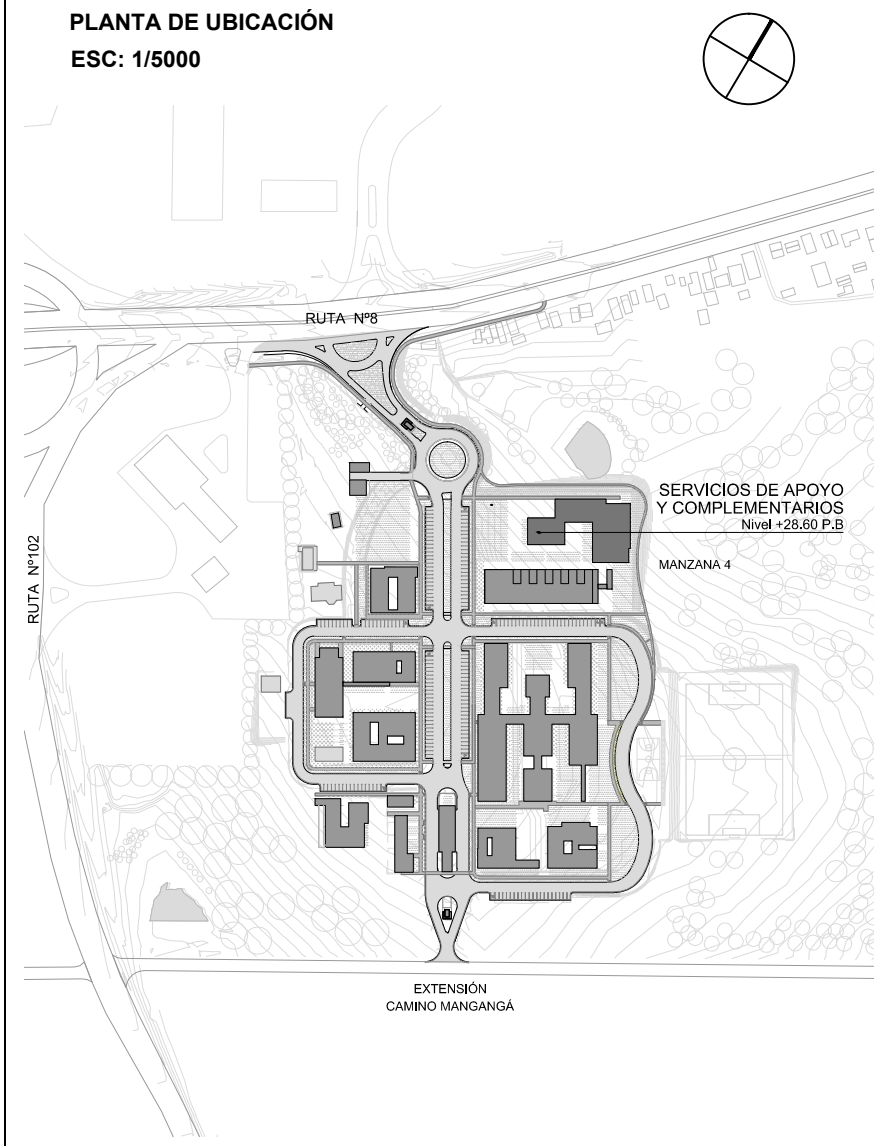 PLANTA DE UBICACIÓN
ESC: 1/5000
RUTA Nº8
SERVICIOS DE APOYO
Y COMPLEMENTARIOS
Nivel +28.60 P.B
MANZANA 4
RUTA Nº102
EXTENSIÓN
CAMINO MANGANGÁ